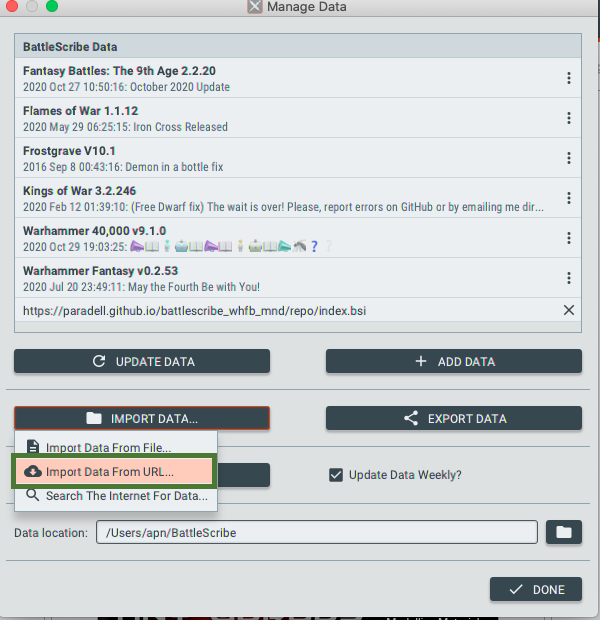 Manage Data
BattleScribe Data
Fantasy Battles: The 9th Age 2.2.20
2020 Oct 27 10:50:16: October 2020 Update
Flames of War 1.1.12
2020 May 29 06:25:15: Iron Cross Released
Frostgrave V10.1
2016 Sep 8 00:43:16: Demon in a bottle fix
Kings of War 3.2.246
2020 Feb 12 01:39:10: (Free Dwarf fix) The wait is over! Please, report errors on GitHub or by emailing me dir...
Warhammer 40,000 v9.1.0
2020 Oct 29 19:03:25:
Warhammer Fantasy v0.2.53
2020 Jul 20 23:49:11: May the Fourth Be with You!
https://paradell.github.io/battlescribe_whfb_mnd/repo/index.bsi
UPDATE DATA
ADD DATA
IMPORT DATA...
EXPORT DATA
Import Data From File...
Import Data From URL...
Search The Internet For Data...
Update Data Weekly?
Data location: /Users/apn/BattleScribe
DONE